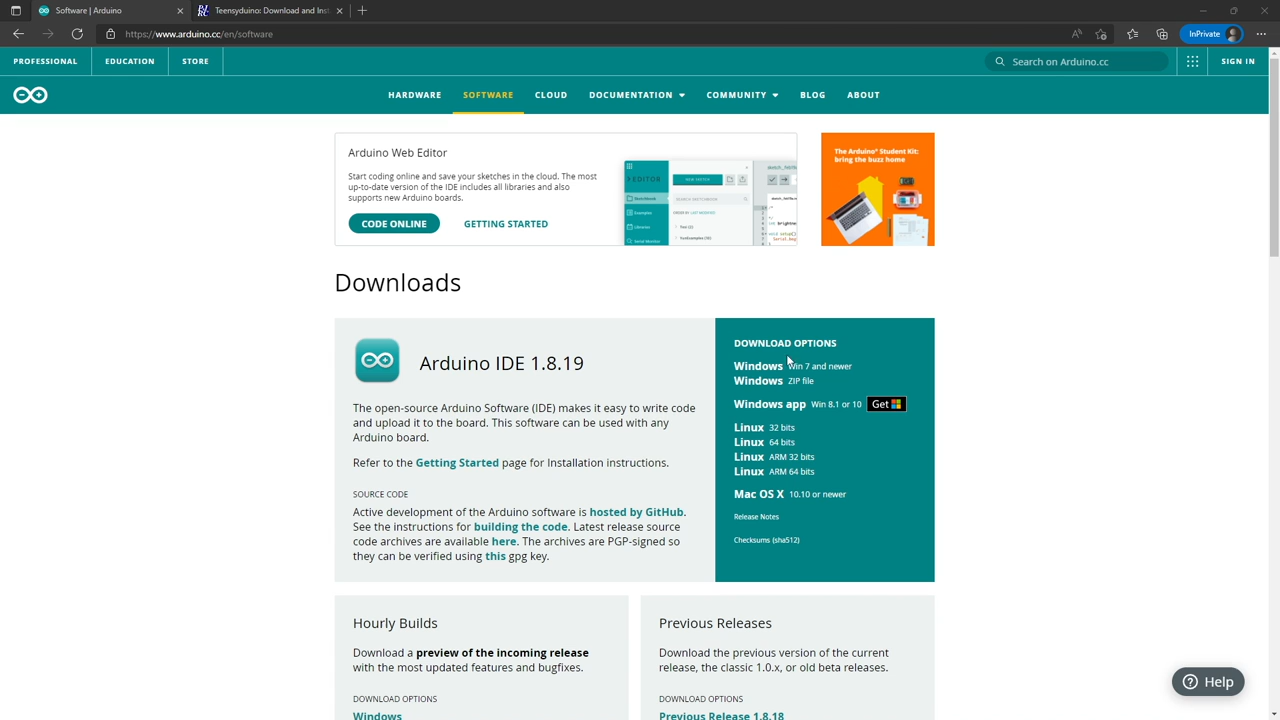 Software | Arduino
Teensyduino: Download and Inst
https://www.arduino.cc/en/software
InPrivate
PROFESSIONAL
EDUCATION
STORE
Search on Arduino.cc
SIGN IN
HARDWARE
SOFTWARE
CLOUD
DOCUMENTATION
COMMUNITY
BLOG
ABOUT
Arduino Web Editor
Start coding online and save your sketches in the cloud. The most
up-to-date version of the IDE includes all libraries and also
supports new Arduino boards.
CODE ONLINE
GETTING STARTED
EDITOR
NEW SKETCH
SEARCH SKETCHBOOK
Sketchbook
Examples
Libraries
Serial Monitor
The Arduino® Student Kit:
bring the buzz home
Downloads
Arduino IDE 1.8.19
The open-source Arduino Software (IDE) makes it easy to write code
and upload it to the board. This software can be used with any
Arduino board.
Refer to the Getting Started page for Installation instructions.
SOURCE CODE
Active development of the Arduino software is hosted by GitHub.
See the instructions for building the code. Latest release source
code archives are available here. The archives are PGP-signed so
they can be verified using this gpg key.
DOWNLOAD OPTIONS
Windows Win 7 and newer
Windows ZIP file
Windows app Win 8.1 or 10 Get
Linux 32 bits
Linux 64 bits
Linux ARM 32 bits
Linux ARM 64 bits
Mac OS X 10.10 or newer
Release Notes
Checksums (sha512)
Hourly Builds
Download a preview of the incoming release
with the most updated features and bugfixes.
DOWNLOAD OPTIONS
Windows
Previous Releases
Download the previous version of the current
release, the classic 1.0.x, or old beta releases.
DOWNLOAD OPTIONS
Previous Release 1.8.18
Help